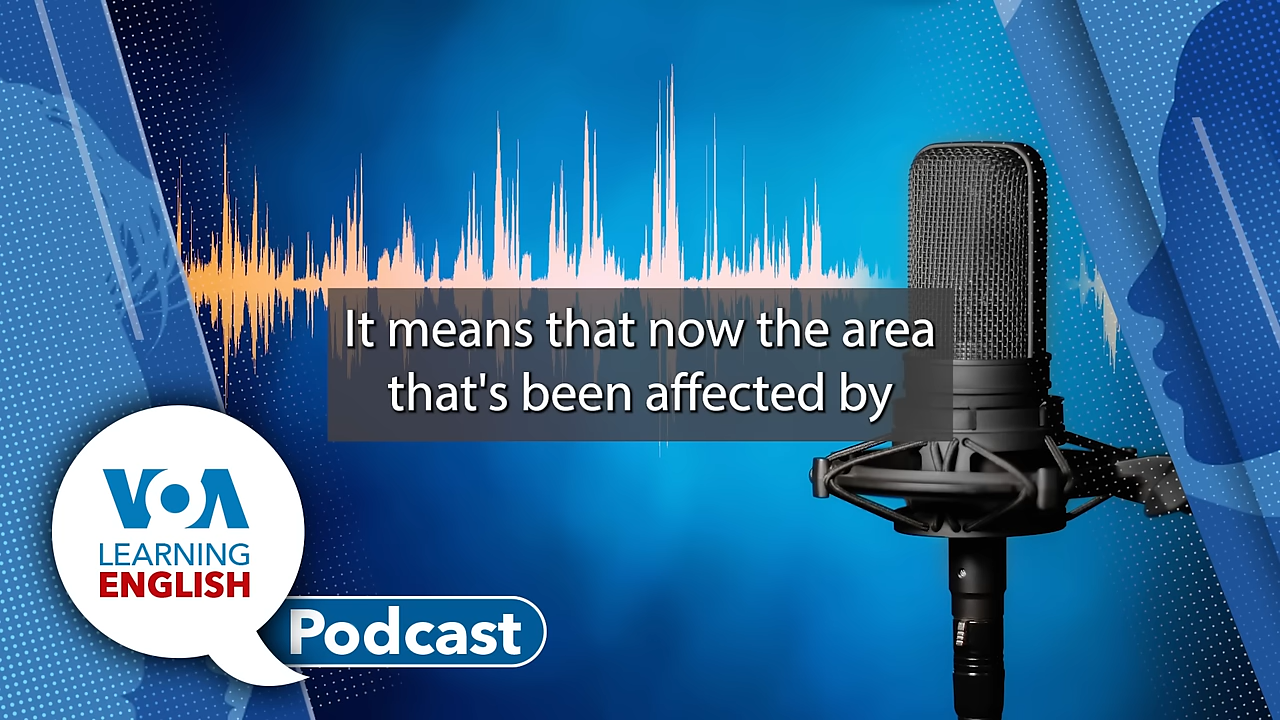 It means that now the area
that's been affected by
VOA
LEARNING
ENGLISH
Podcast